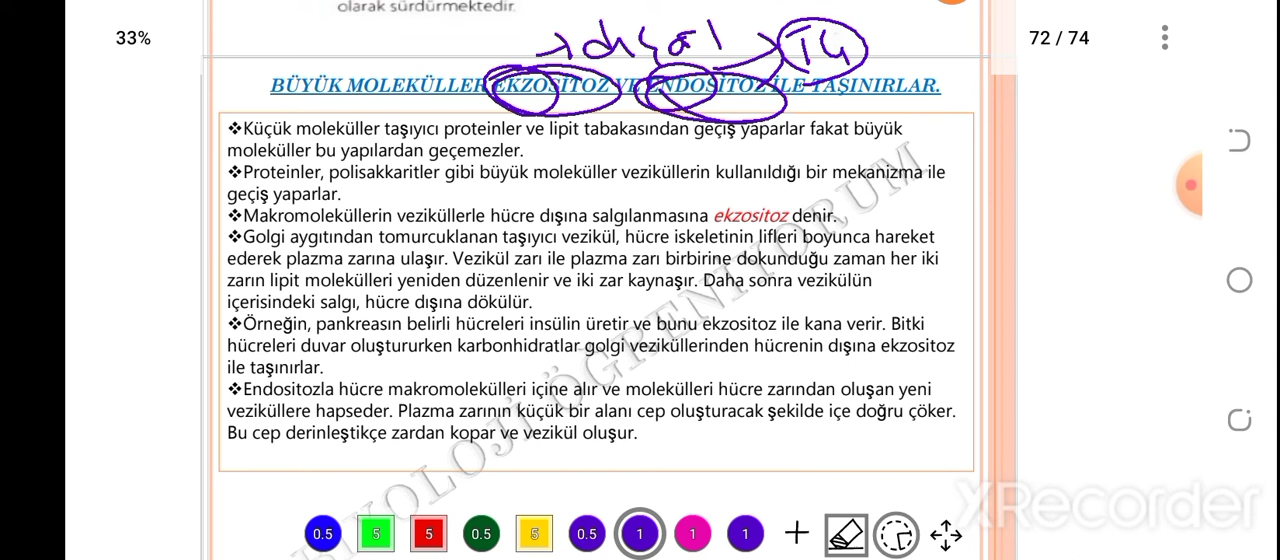 olarak sürdürmektedir.
33%
72 / 74
BÜYÜK MOLEKÜLLER EKZOSİTOZ VE ENDOSİTOZ İLE TAŞINIRLAR.
❖Küçük moleküller taşıyıcı proteinler ve lipit tabakasından geçiş yaparlar fakat büyük
moleküller bu yapılardan geçemezler.
❖Proteinler, polisakkaritler gibi büyük moleküller veziküllerin kullanıldığı bir mekanizma ile
geçiş yaparlar.
❖Makromoleküllerin veziküllerle hücre dışına salgılanmasına ekzositoz denir.
❖Golgi aygıtından tomurcuklanan taşıyıcı vezikül, hücre iskeletinin lifleri boyunca hareket
ederek plazma zarına ulaşır. Vezikül zarı ile plazma zarı birbirine dokunduğu zaman her iki
zarın lipit molekülleri yeniden düzenlenir ve iki zar kaynaşır. Daha sonra vezikülün
içerisindeki salgı, hücre dışına dökülür.
❖Örneğin, pankreasın belirli hücreleri insülin üretir ve bunu ekzositoz ile kana verir. Bitki
hücreleri duvar oluştururken karbonhidratlar golgi veziküllerinden hücrenin dışına ekzositoz
ile taşınırlar.
❖Endositozla hücre makromolekülleri içine alır ve molekülleri hücre zarından oluşan yeni
veziküllere hapseder. Plazma zarının küçük bir alanı cep oluşturacak şekilde içe doğru çöker.
Bu cep derinleştikçe zardan kopar ve vezikül oluşur.
ÖĞRENİYORUM
0.5 5 5 0.5 5 0.5 1 1 1
XRecorder